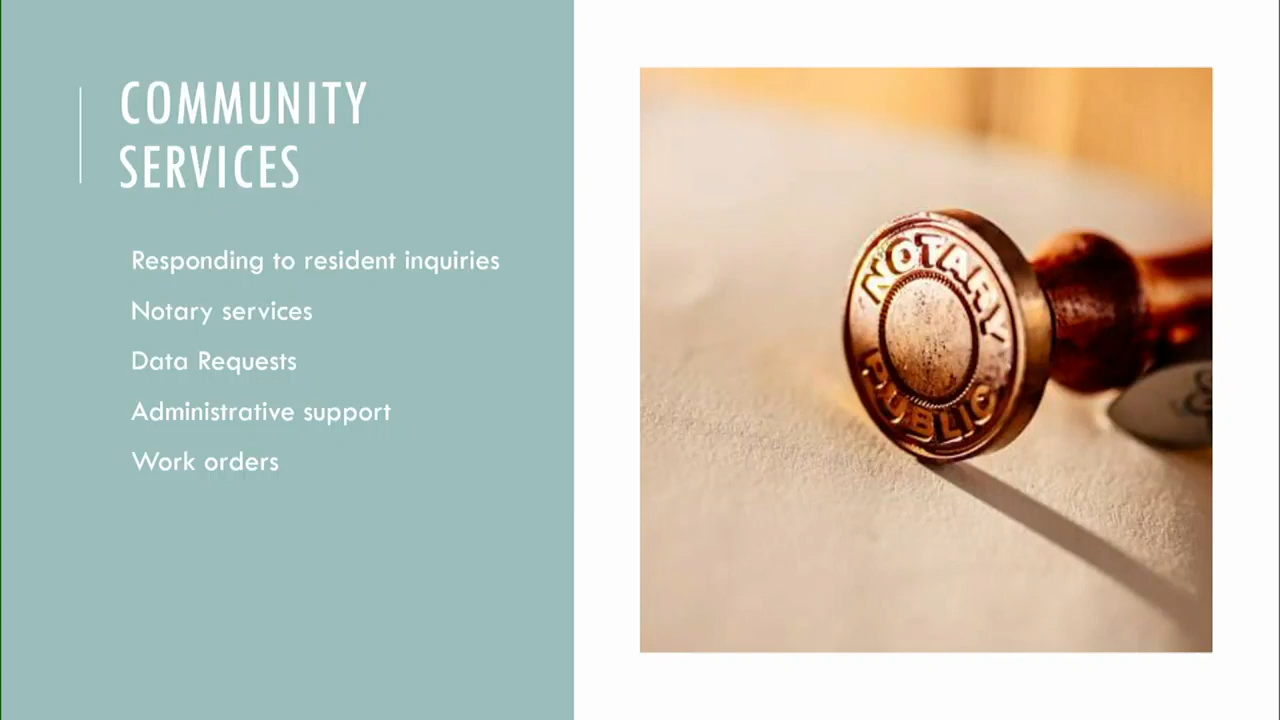 COMMUNITY
SERVICES
Responding to resident inquiries
Notary services
Data Requests
Administrative support
Work orders
NOTARY
PUBLIC